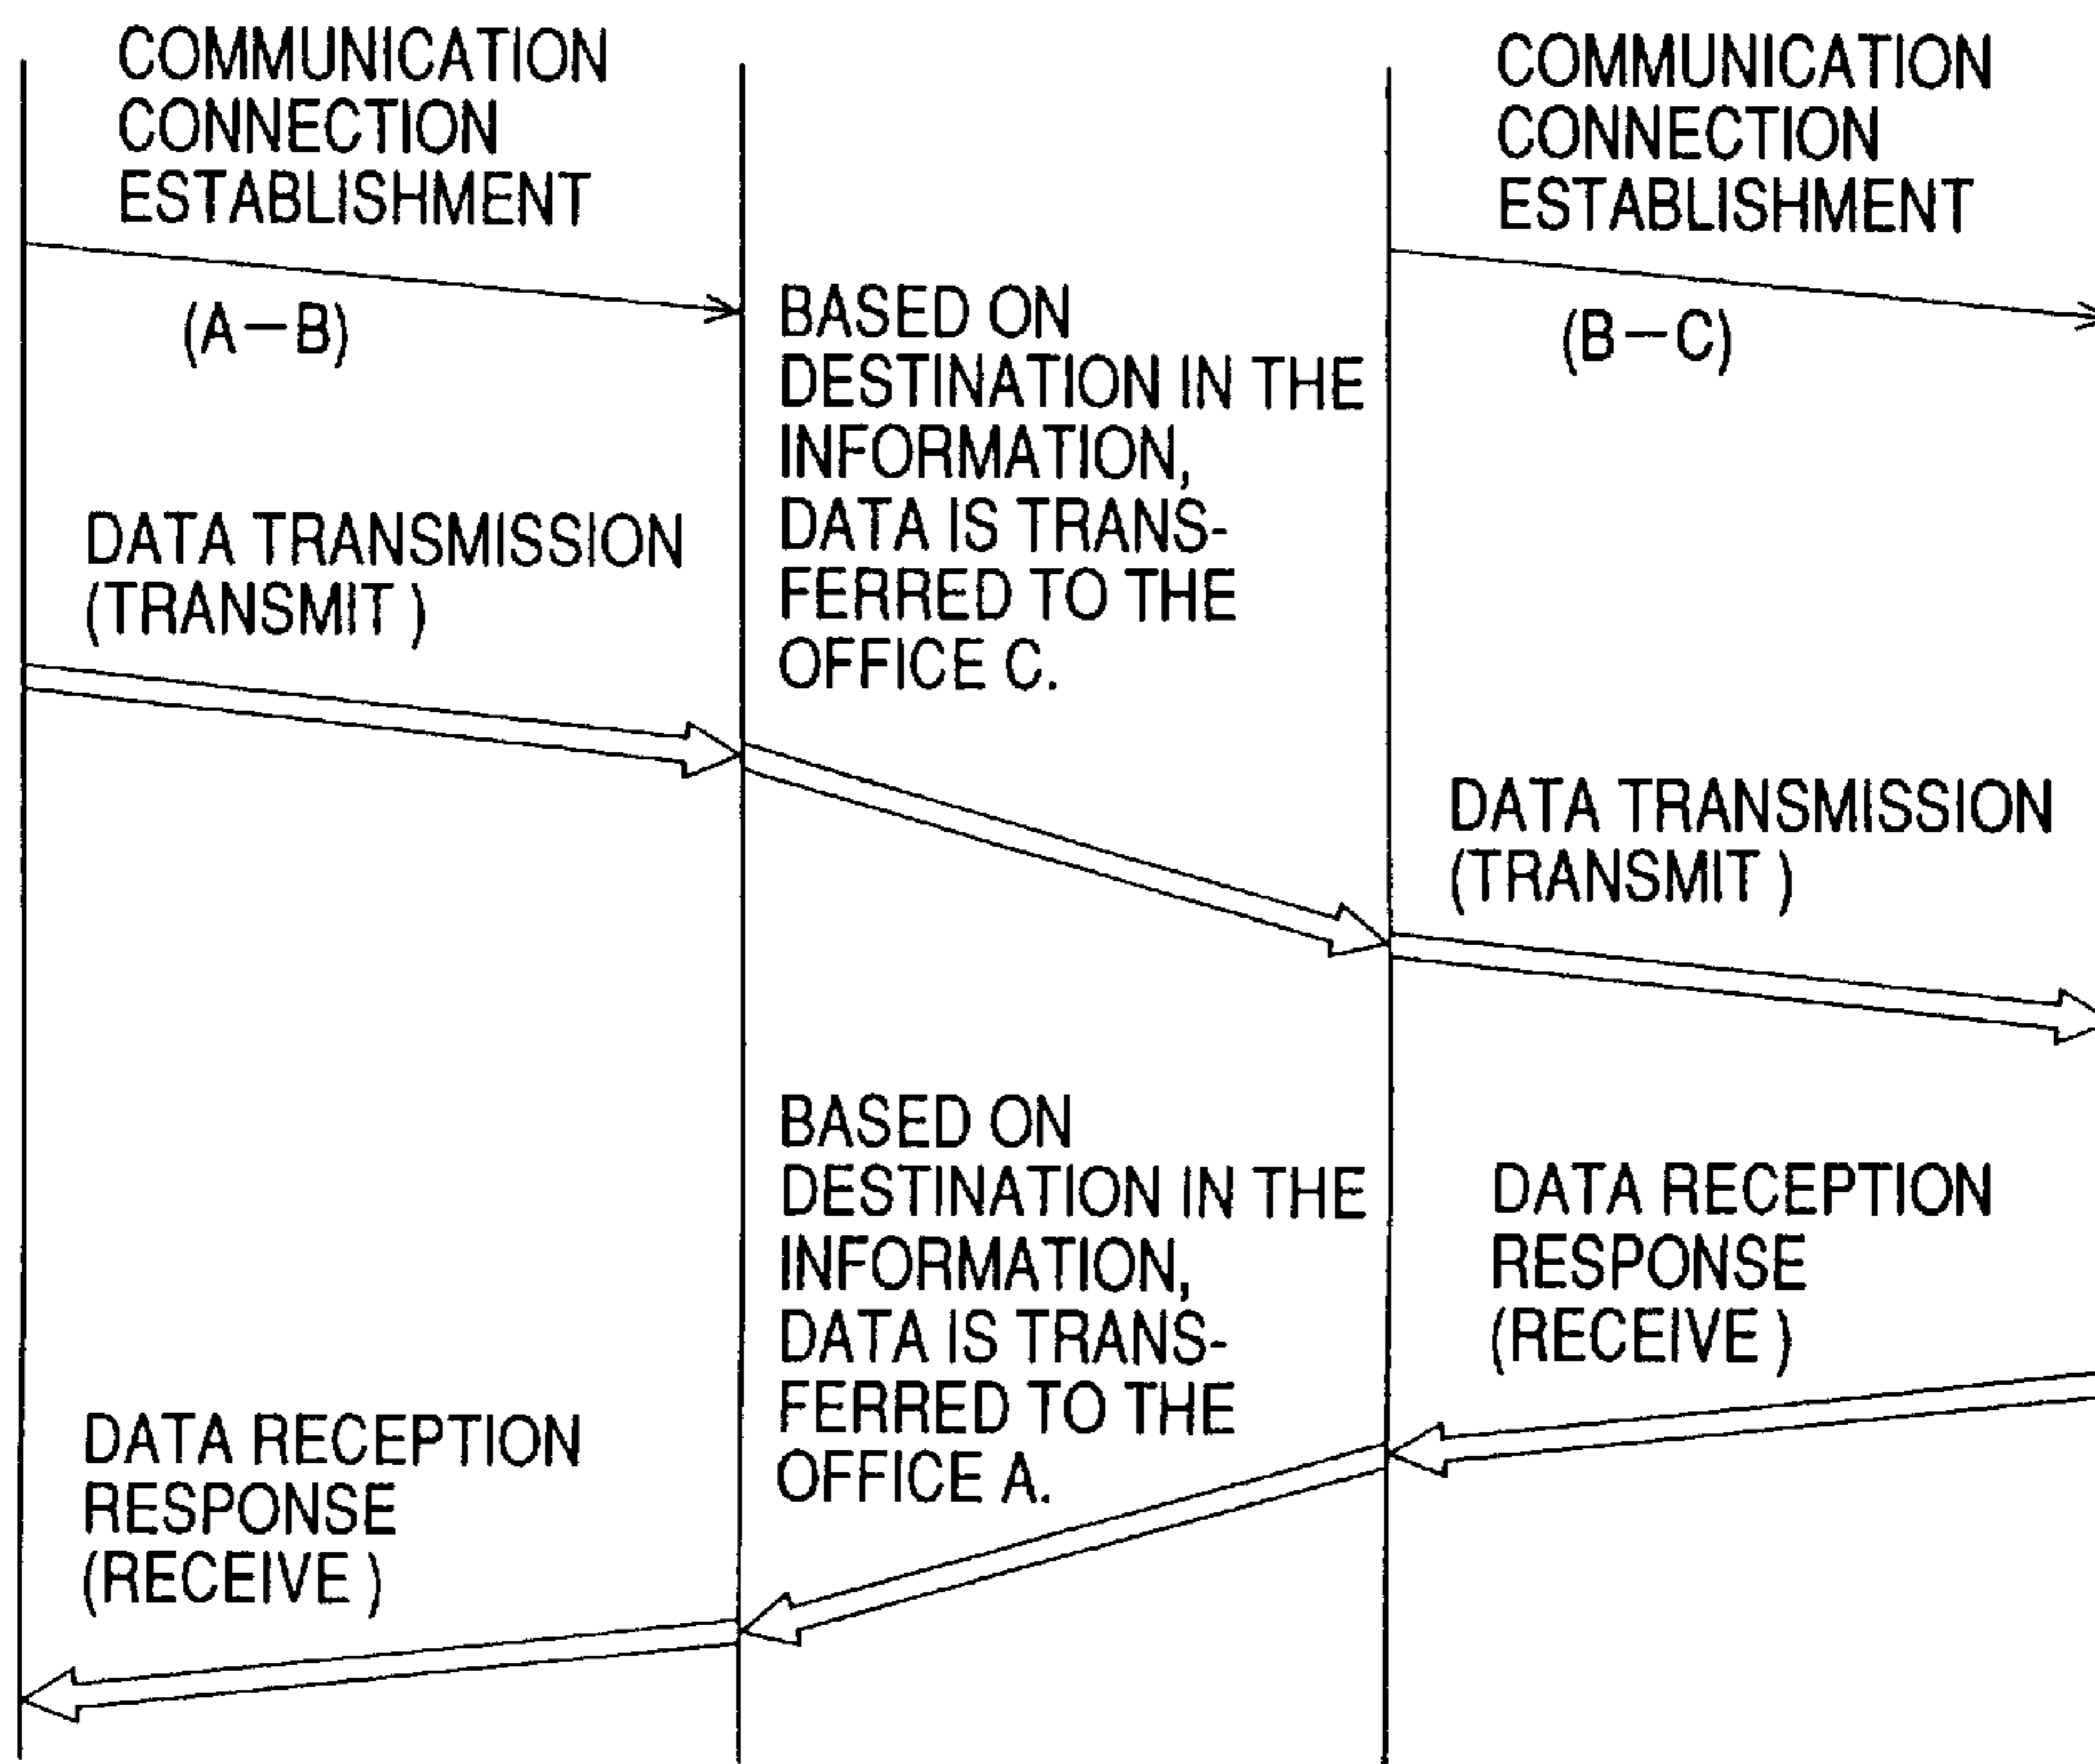 COMMUNICATION
CONNECTION
ESTABLISHMENT
(A—B)
COMMUNICATION
CONNECTION
ESTABLISHMENT
(B—C)
BASED ON
DESTINATION IN THE
INFORMATION,
DATA IS TRANS-
FERRED TO THE
OFFICE C.
DATA TRANSMISSION
(TRANSMIT)
DATA TRANSMISSION
(TRANSMIT)
BASED ON
DESTINATION IN THE
INFORMATION,
DATA IS TRANS-
FERRED TO THE
OFFICE A.
DATA RECEPTION
RESPONSE
(RECEIVE)
DATA RECEPTION
RESPONSE
(RECEIVE)